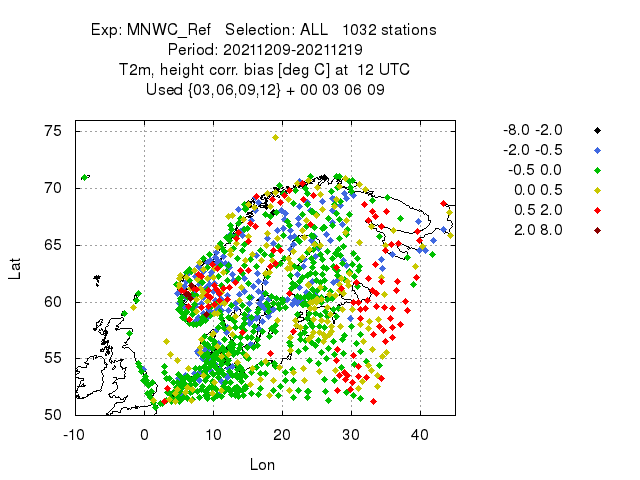 Exp: MNWC_Ref   Selection: ALL   1032 stations
Period: 20211209-20211219
T2m, height corr. bias [deg C] at  12 UTC
Used {03,06,09,12} + 00 03 06 09
-8.0 -2.0
-2.0 -0.5
-0.5 0.0
0.0 0.5
0.5 2.0
2.0 8.0
75
70
65
60
55
50
Lat
-10 0 10 20 30 40
Lon